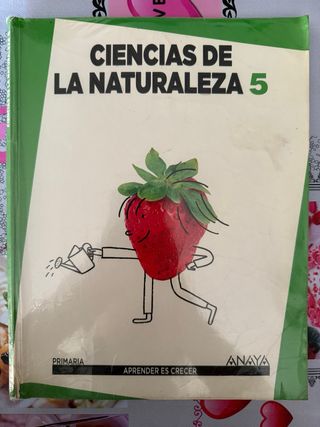 CIENCIAS DE
LA NATURALEZA 5
PRIMARIA
ANAYA
APRENDER ES CRECER